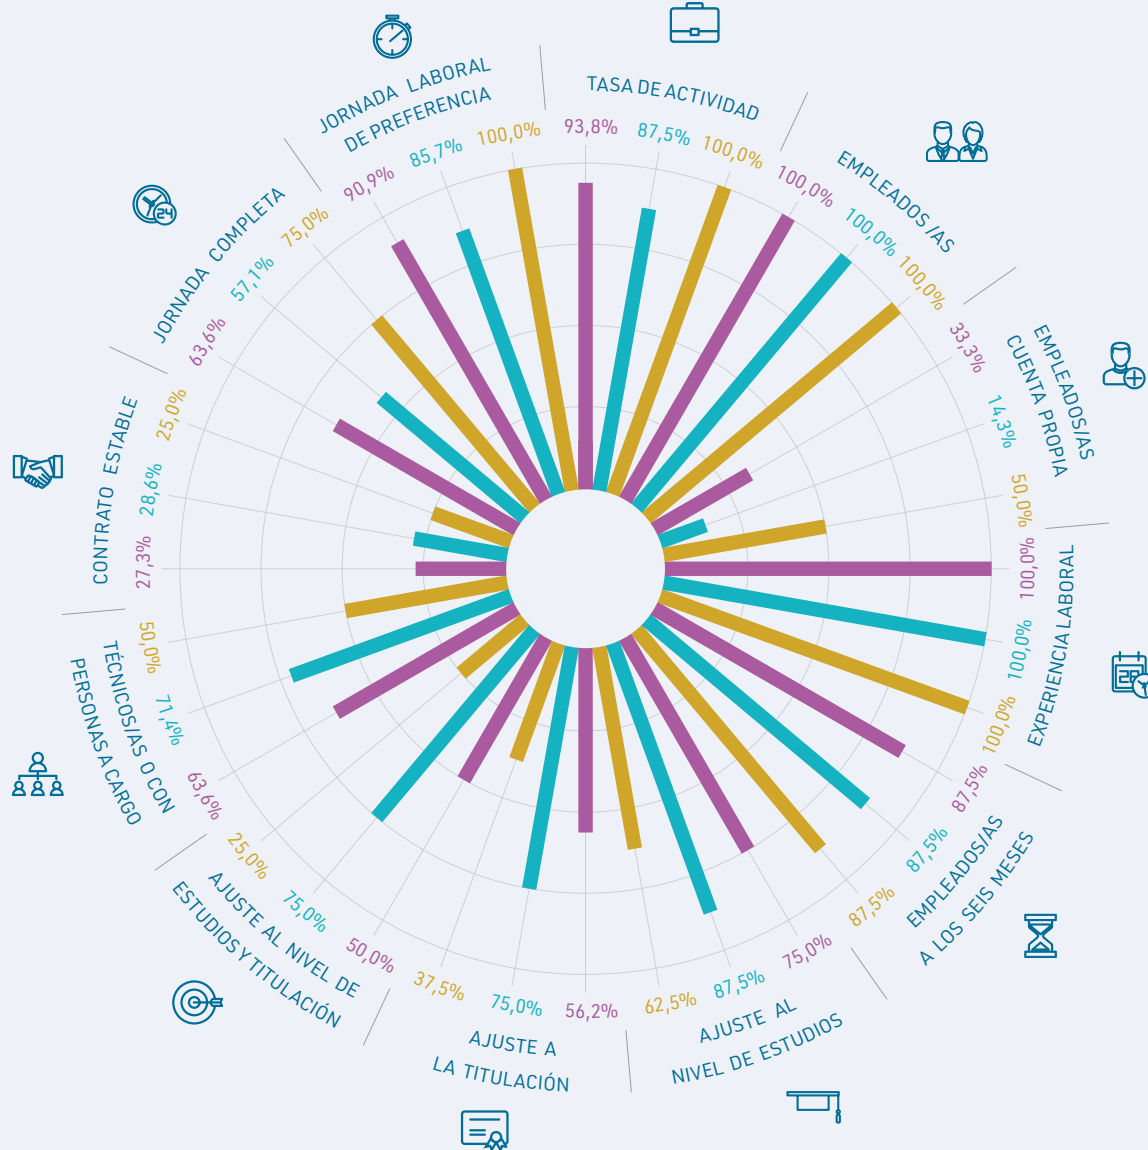 TASA DE ACTIVIDAD
93,8%
87,5%
100,0%
EMPLEADOS /AS
100,0%
100,0%
100,0%
EMPLEADOS/AS
CUENTA PROPIA
33,3%
14,3%
50,0%
EXPERIENCIA LABORAL
100,0%
100,0%
100,0%
EMPLEADOS/AS
A LOS SEIS MESES
87,5%
87,5%
87,5%
AJUSTE AL
NIVEL DE ESTUDIOS
75,0%
87,5%
62,5%
AJUSTE A
LA TITULACIÓN
56,2%
75,0%
37,5%
AJUSTE AL NIVEL DE
ESTUDIOS Y TITULACIÓN
50,0%
75,0%
25,0%
TÉCNICOS/AS O CON
PERSONAS A CARGO
63,6%
71,4%
50,0%
CONTRATO ESTABLE
27,3%
28,6%
25,0%
JORNADA COMPLETA
63,6%
57,1%
75,0%
24
JORNADA LABORAL
DE PREFERENCIA
90,9%
85,7%
100,0%